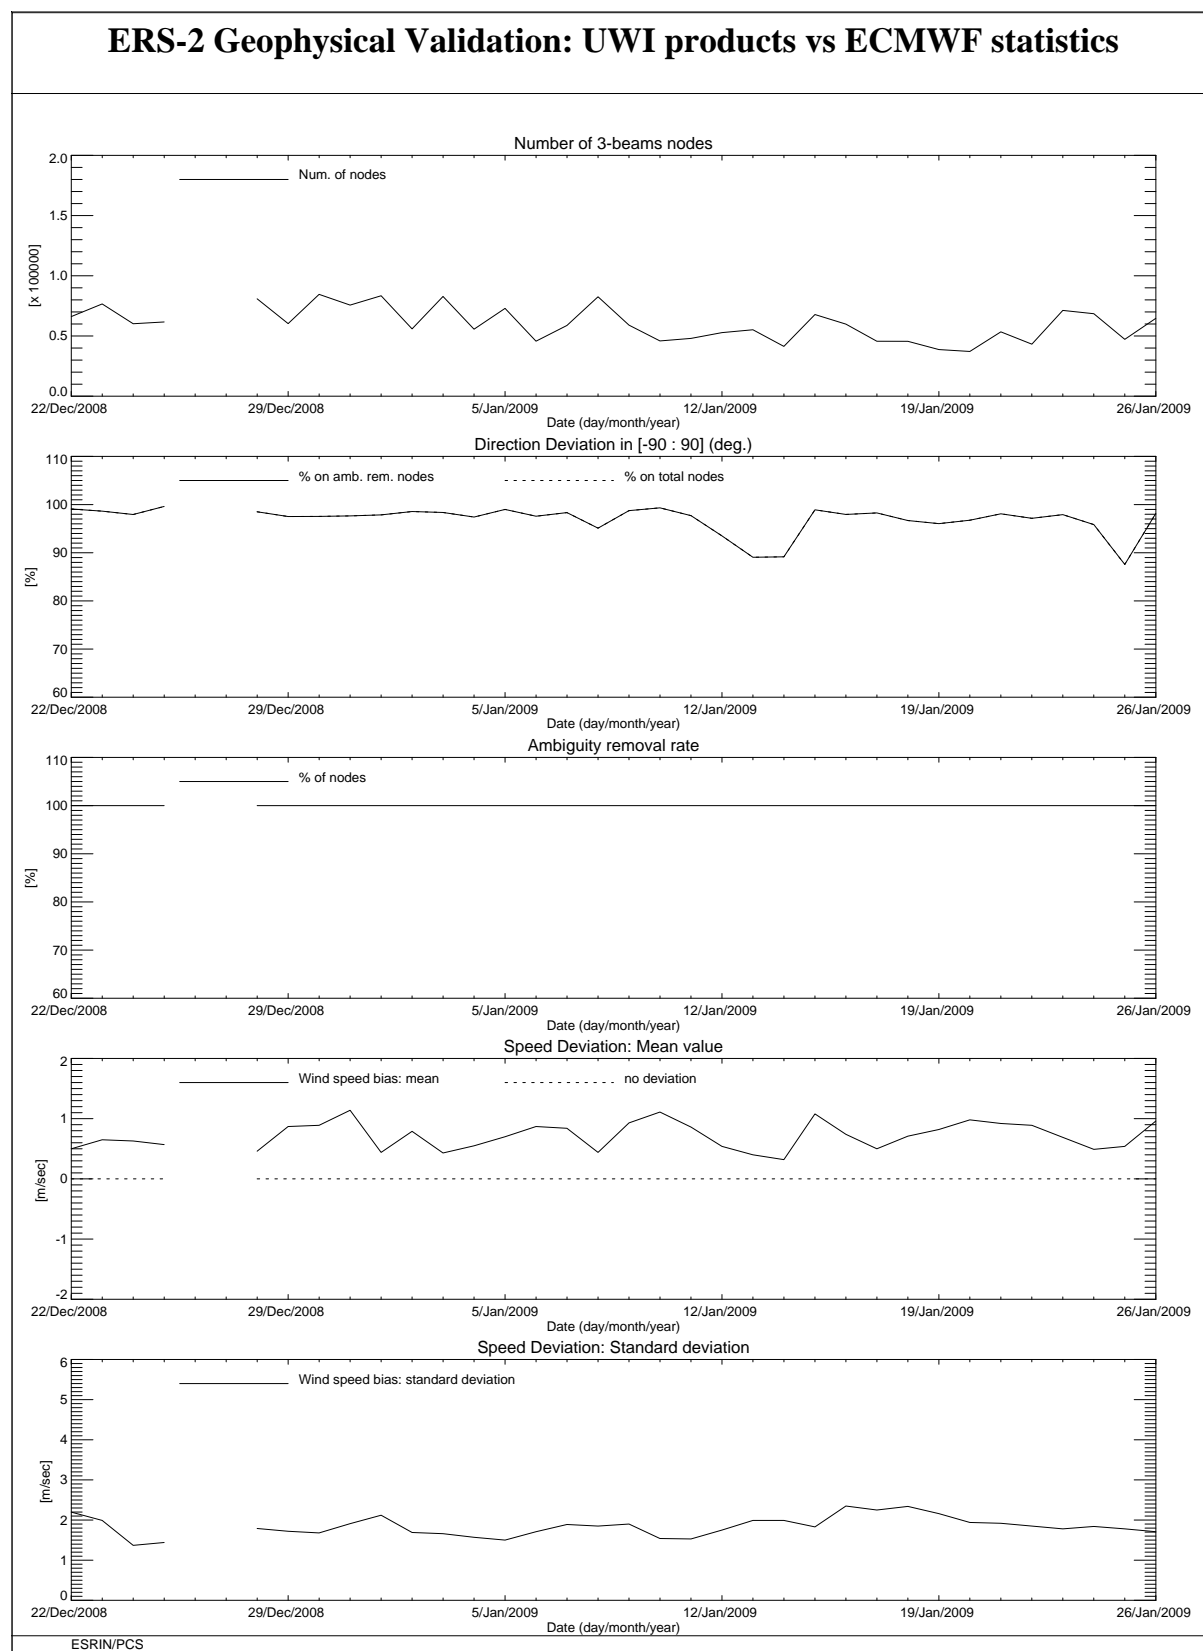 ERS-2 Geophysical Validation: UWI products vs ECMWF statistics
Number of 3-beams nodes
Num. of nodes
2.0
1.5
1.0
0.5
0.0
[x 100000]
22/Dec/2008 29/Dec/2008 5/Jan/2009 12/Jan/2009 19/Jan/2009 26/Jan/2009
Date (day/month/year)
Direction Deviation in [-90 : 90] (deg.)
% on amb. rem. nodes % on total nodes
110
100
90
80
70
60
[%]
22/Dec/2008 29/Dec/2008 5/Jan/2009 12/Jan/2009 19/Jan/2009 26/Jan/2009
Date (day/month/year)
Ambiguity removal rate
% of nodes
110
100
90
80
70
60
[%]
22/Dec/2008 29/Dec/2008 5/Jan/2009 12/Jan/2009 19/Jan/2009 26/Jan/2009
Date (day/month/year)
Speed Deviation: Mean value
Wind speed bias: mean no deviation
2
1
0
-1
-2
[m/sec]
22/Dec/2008 29/Dec/2008 5/Jan/2009 12/Jan/2009 19/Jan/2009 26/Jan/2009
Date (day/month/year)
Speed Deviation: Standard deviation
Wind speed bias: standard deviation
6
5
4
3
2
1
0
[m/sec]
22/Dec/2008 29/Dec/2008 5/Jan/2009 12/Jan/2009 19/Jan/2009 26/Jan/2009
Date (day/month/year)
ESRIN/PCS